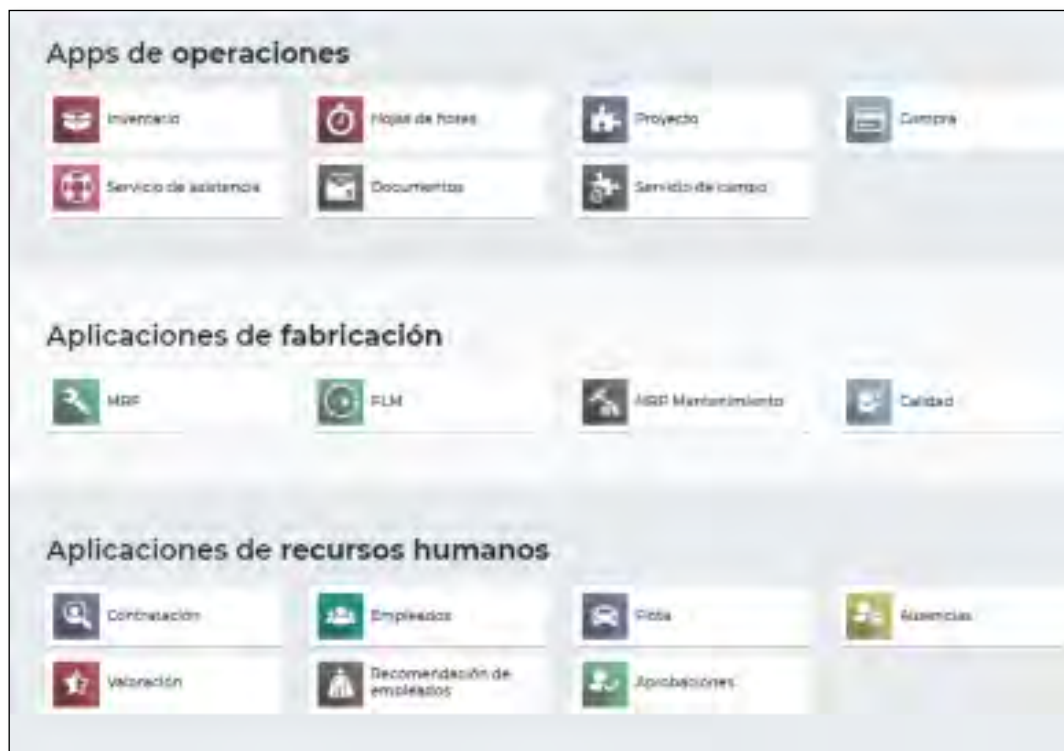 Apps de operaciones
Inventario
Hojas de horas
Proyecto
Compra
Servicio de asistencia
Documentos
Servicio de campo
Aplicaciones de fabricación
MRP
PLM
MRP Mantenimiento
Calidad
Aplicaciones de recursos humanos
Contratación
Empleados
Flota
Ausencias
Valoración
Recomendación de
empleados
Aprobaciones